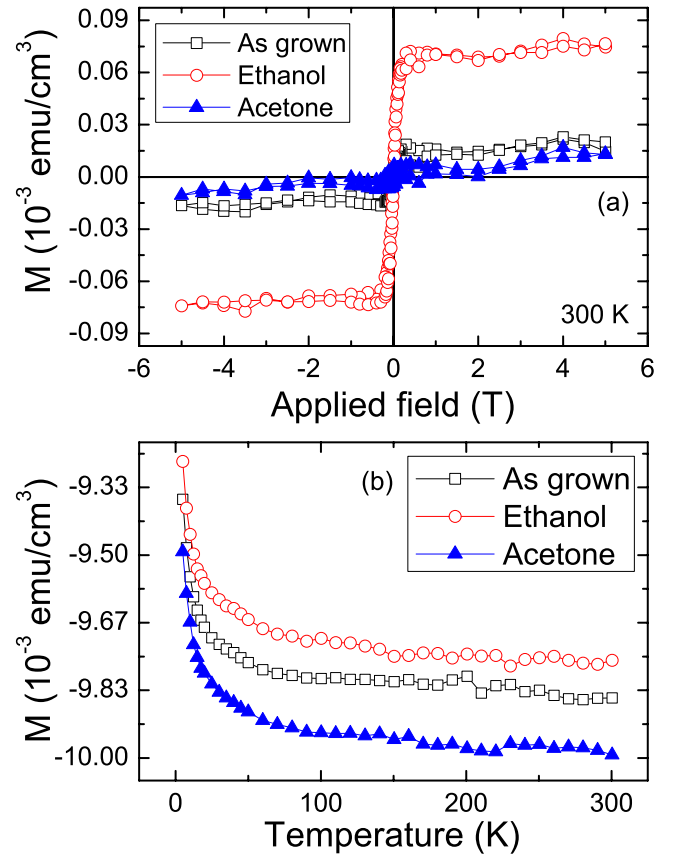 0.09
0.06
0.03
0.00
-0.03
-0.06
-0.09
M (10⁻³ emu/cm³)
As grown
Ethanol
Acetone
(a)
300 K
-6 -4 -2 0 2 4 6
Applied field (T)
-9.33
-9.50
-9.67
-9.83
-10.00
M (10⁻³ emu/cm³)
(b)
As grown
Ethanol
Acetone
0 100 200 300
Temperature (K)